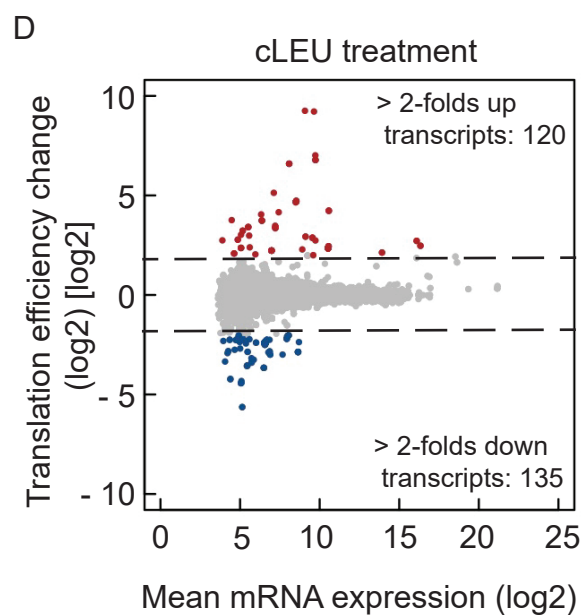 D
cLEU treatment
Translation efficiency change
(log2) [log2]
10
5
0
- 5
- 10
> 2-folds up
transcripts: 120
> 2-folds down
transcripts: 135
0 5 10 15 20 25
Mean mRNA expression (log2)